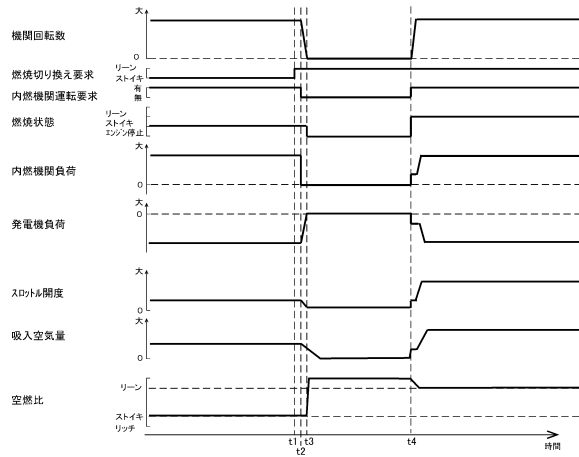 大
機関回転数
0
リーン
燃焼切り換え要求
ストイキ
有
内燃機関運転要求
無
リーン
燃焼状態
ストイキ
エンジン停止
大
内燃機関負荷
0
大
0
発電機負荷
大
スロットル開度
0
大
吸入空気量
0
リーン
空燃比
ストイキ
リッチ
t1 t3 t4
t2
時間